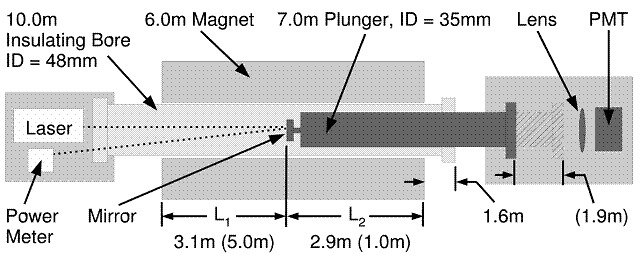 10.0m
Insulating Bore
ID = 48mm
6.0m Magnet
7.0m Plunger, ID = 35mm
Lens
PMT
Laser
Power
Meter
Mirror
L1
L2
3.1m (5.0m)
2.9m (1.0m)
1.6m
(1.9m)